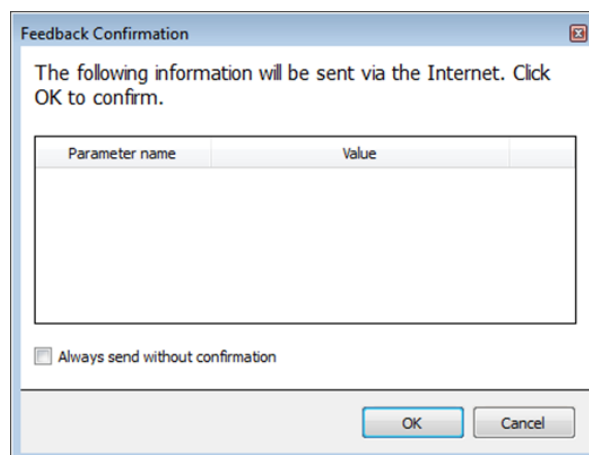 Feedback Confirmation
The following information will be sent via the Internet. Click
OK to confirm.
Parameter name Value
Always send without confirmation
OK Cancel